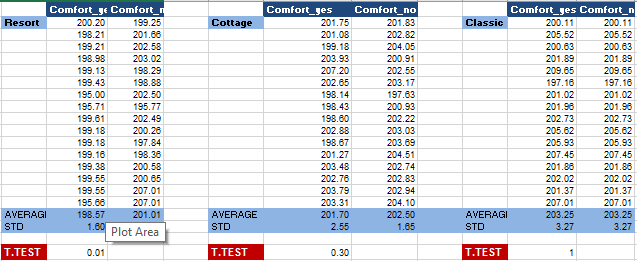 Comfort_ge Comfort_n Comfort_ges Comfort_no Comfort_ges Comfort_n
Resort 200.20 199.25 Cottage 201.75 201.83 Classic 200.11 200.11
198.21 201.66 201.08 202.82 205.52 205.52
199.21 197.21 199.18 204.05 200.63 200.63
198.98 203.02 203.93 200.91 201.89 201.89
199.13 198.29 207.20 202.55 209.65 209.65
199.43 198.88 202.65 203.17 197.16 197.16
195.00 202.50 198.14 197.63 201.02 201.02
195.71 195.77 198.43 200.93 201.96 201.96
199.61 202.49 198.60 202.22 202.73 202.73
199.18 200.26 202.88 203.03 205.62 205.62
199.18 197.84 198.67 203.69 205.93 205.93
199.16 198.36 201.27 204.51 207.45 207.45
199.38 200.58 203.48 202.74 201.86 201.86
199.55 200.65 202.76 202.83 202.02 202.02
199.55 207.01 203.79 202.94 201.37 201.37
195.66 207.01 203.31 204.10 207.01 207.01
AVERAGI 198.57 201.01 AVERAGE 201.70 202.50 AVERAGI 203.25 203.25
STD 1.60 STD 2.55 1.65 STD 3.27 3.27
Plot Area
T.TEST 0.01 T.TEST 0.30 T.TEST 1